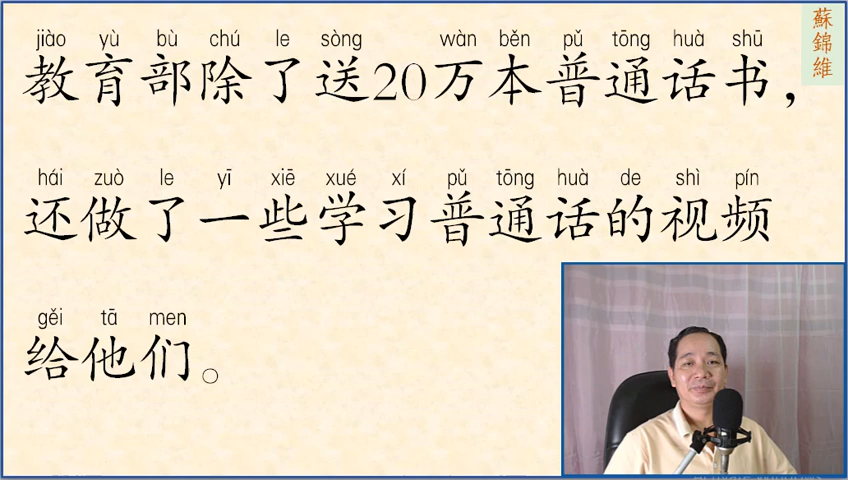 jiào yù bù chú le sòng wàn běn pǔ tōng huà shū
教育部除了送20万本普通话书，
hái zuò le yī xiē xué xí pǔ tōng huà de shì pín
还做了一些学习普通话的视频
gěi tā men
给他们。
蘇錦維